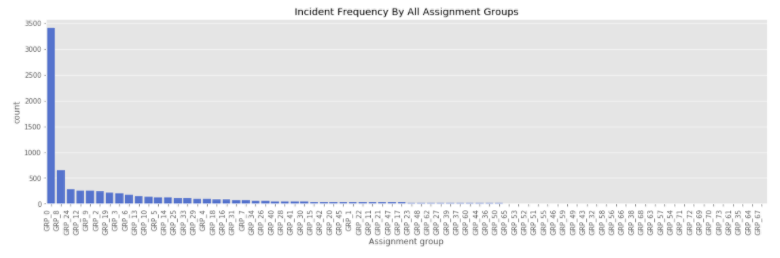 Incident Frequency By All Assignment Groups
3500
3000
2500
2000
1500
1000
500
0
count
GRP_0 GRP_8 GRP_24 GRP_12 GRP_9 GRP_2 GRP_19 GRP_3 GRP_6 GRP_13 GRP_10 GRP_5 GRP_14 GRP_25 GRP_33 GRP_29 GRP_4 GRP_18 GRP_16 GRP_31 GRP_7 GRP_34 GRP_26 GRP_40 GRP_28 GRP_41 GRP_30 GRP_15 GRP_42 GRP_20 GRP_45 GRP_1 GRP_22 GRP_11 GRP_21 GRP_47 GRP_17 GRP_23 GRP_48 GRP_62 GRP_27 GRP_39 GRP_37 GRP_60 GRP_44 GRP_36 GRP_50 GRP_65 GRP_53 GRP_52 GRP_51 GRP_55 GRP_46 GRP_59 GRP_49 GRP_43 GRP_32 GRP_58 GRP_56 GRP_66 GRP_38 GRP_68 GRP_63 GRP_57 GRP_54 GRP_71 GRP_72 GRP_69 GRP_70 GRP_73 GRP_61 GRP_35 GRP_64 GRP_67
Assignment group